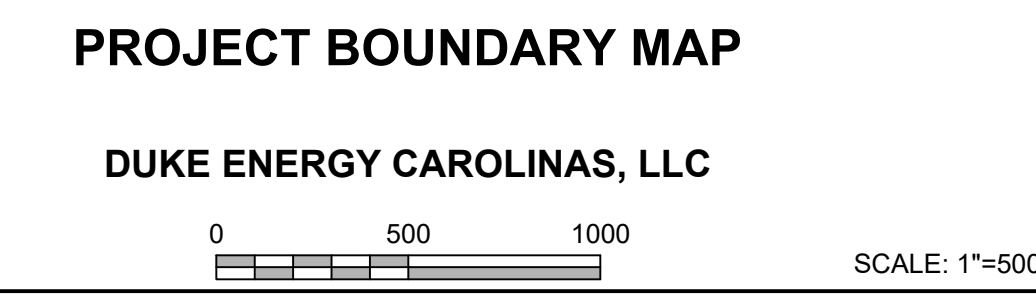 PROJECT BOUNDARY MAP
DUKE ENERGY CAROLINAS, LLC
0 500 1000
SCALE: 1"=500